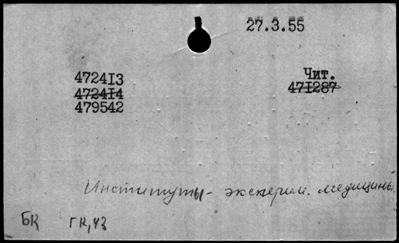 27.3.55
472413
472414
479542
Чит.
471287
Институты - эксперим. медицины
БК ГК,43